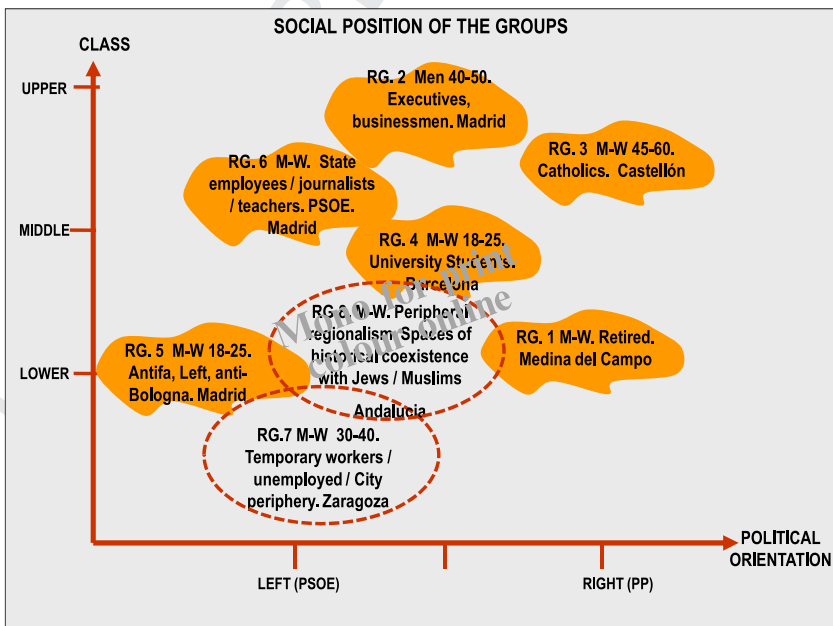 SOCIAL POSITION OF THE GROUPS
CLASS
UPPER
RG. 2 Men 40-50.
Executives,
businessmen. Madrid
RG. 3 M-W 45-60.
Catholics. Castellón
RG. 6 M-W. State
employees / journalists
/ teachers. PSOE.
Madrid
MIDDLE
RG. 4 M-W 18-25.
University Students.
Barcelona
Mono for print
colour online
RG 8. M-W. Peripheral
regionalism. Spaces of
historical coexistence
with Jews / Muslims
Andalucia
RG. 1 M-W. Retired.
Medina del Campo
RG. 5 M-W 18-25.
Antifa, Left, anti-
Bologna. Madrid
LOWER
RG.7 M-W 30-40.
Temporary workers /
unemployed / City
periphery. Zaragoza
POLITICAL
ORIENTATION
LEFT (PSOE)
RIGHT (PP)